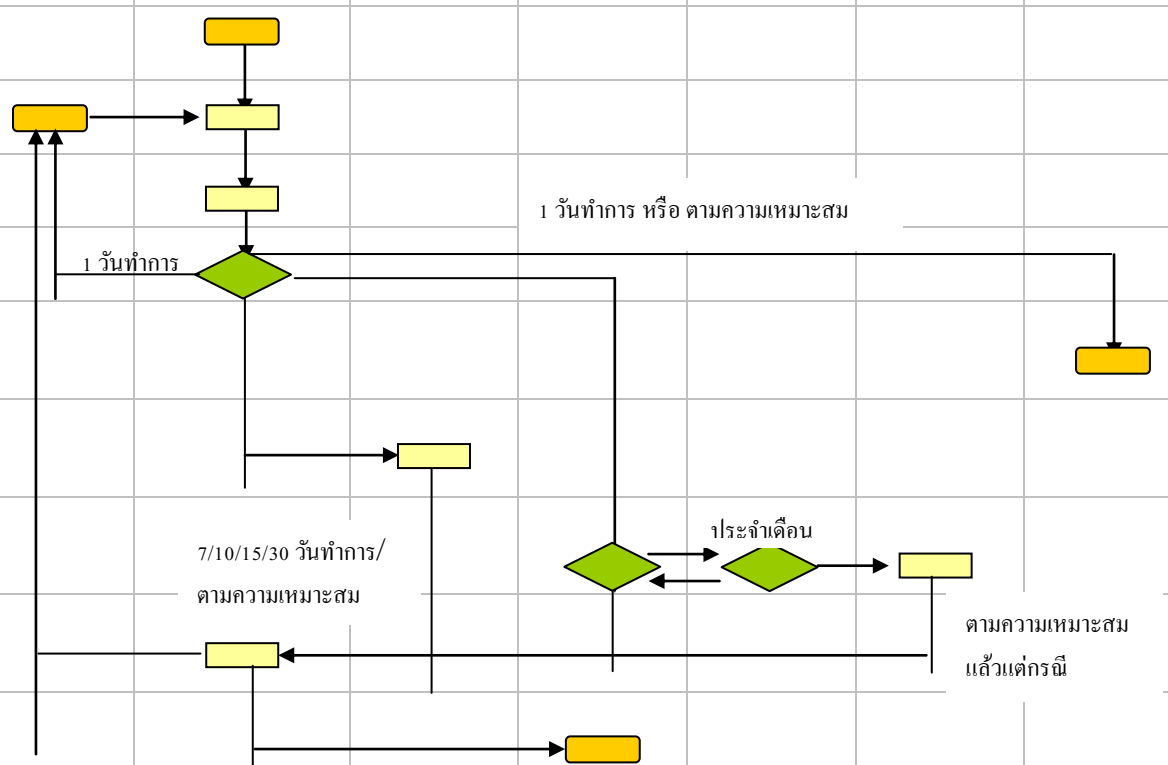 1 วันทำการ หรือ ตามความเหมาะสม
1 วันทำการ
ประจำเดือน
7/10/15/30 วันทำการ/
ตามความเหมาะสม
ตามความเหมาะสม
แล้วแต่กรณี